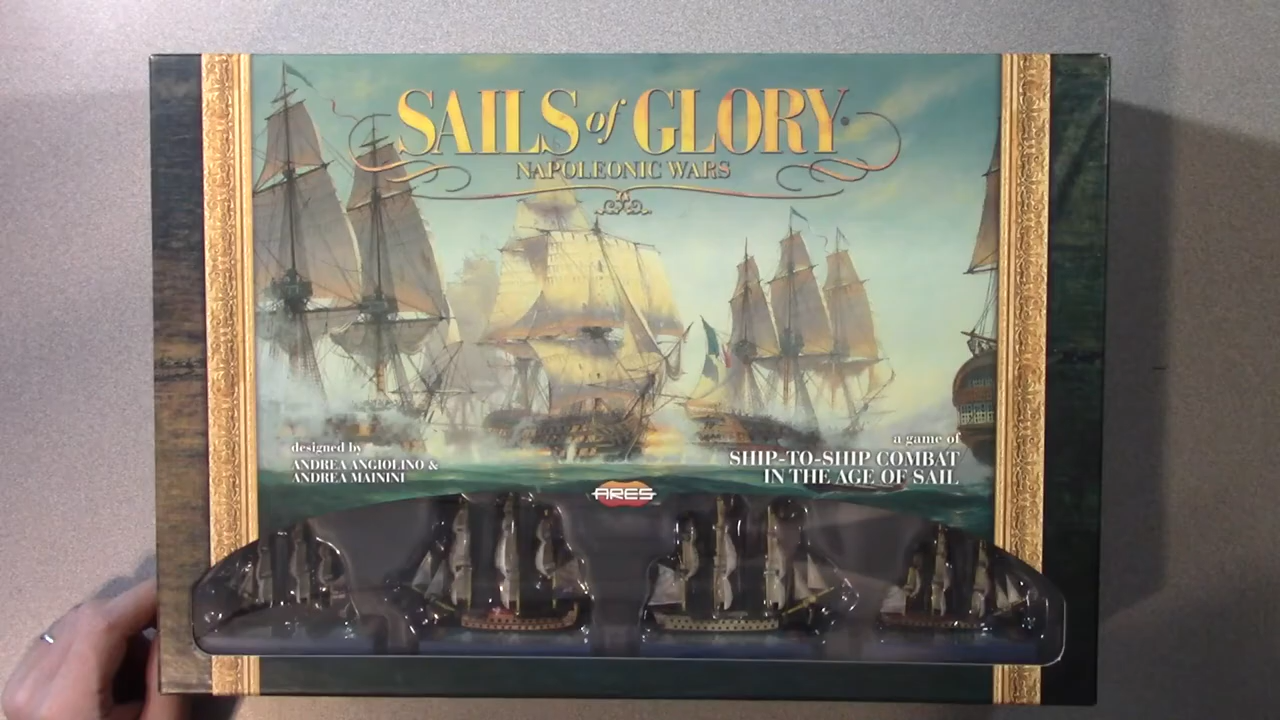 SAILS of GLORY®
NAPOLEONIC WARS
designed by
ANDREA ANGIOLINO &
ANDREA MAININI
a game of
SHIP-TO-SHIP COMBAT
IN THE AGE OF SAIL
ARES